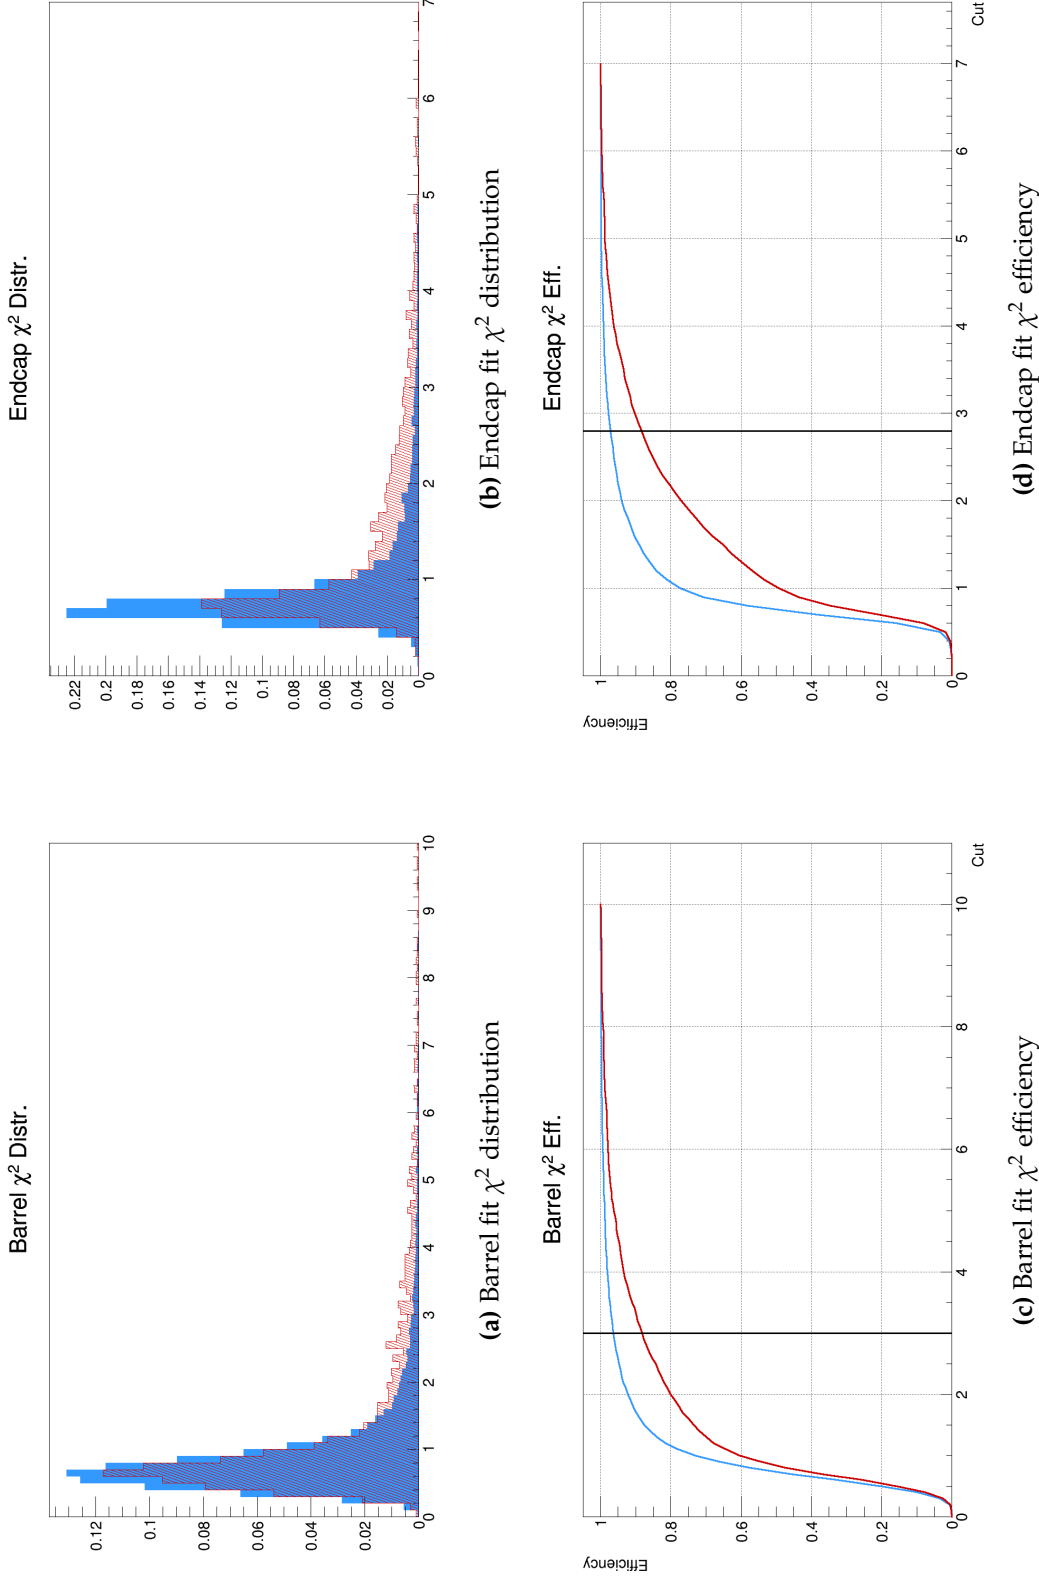 Barrel χ² Distr.
0.12
0.1
0.08
0.06
0.04
0.02
0 1 2 3 4 5 6 7 8 9 10
(a) Barrel fit χ² distribution
Endcap χ² Distr.
0.22
0.2
0.18
0.16
0.14
0.12
0.1
0.08
0.06
0.04
0.02
0 1 2 3 4 5 6 7
(b) Endcap fit χ² distribution
Barrel χ² Eff.
Efficiency
1
0.8
0.6
0.4
0.2
0
0 2 4 6 8 10
Cut
(c) Barrel fit χ² efficiency
Endcap χ² Eff.
Efficiency
1
0.8
0.6
0.4
0.2
0
0 1 2 3 4 5 6 7
Cut
(d) Endcap fit χ² efficiency